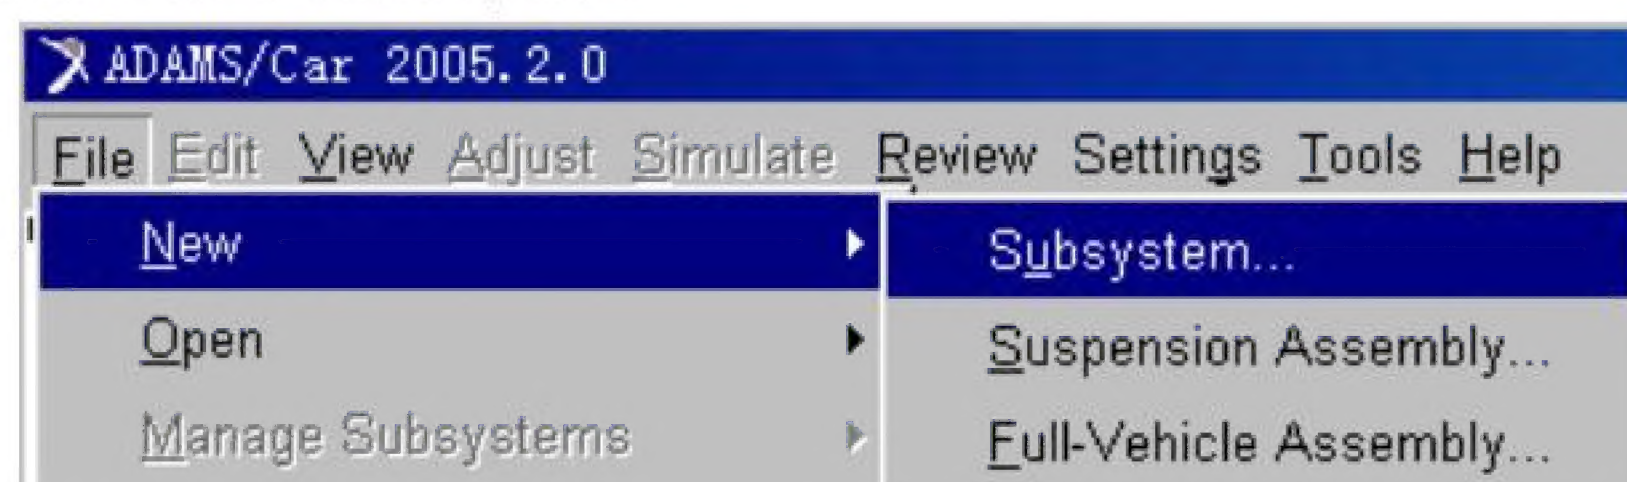 ADAMS/Car 2005.2.0
File Edit View Adjust Simulate Review Settings Tools Help
New Subsystem...
Open Suspension Assembly...
Manage Subsystems Full-Vehicle Assembly...